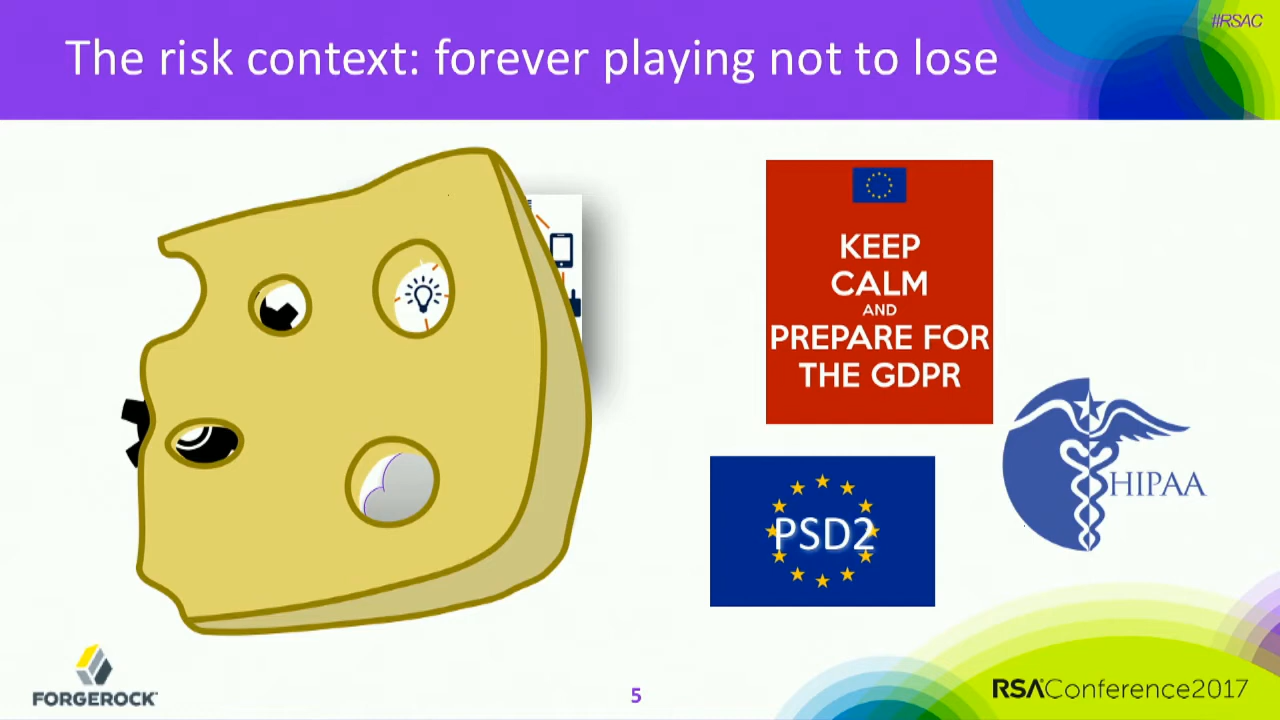 #RSAC
The risk context: forever playing not to lose
KEEP
CALM
AND
PREPARE FOR
THE GDPR
HIPAA
PSD2
FORGEROCK
5
RSAConference2017